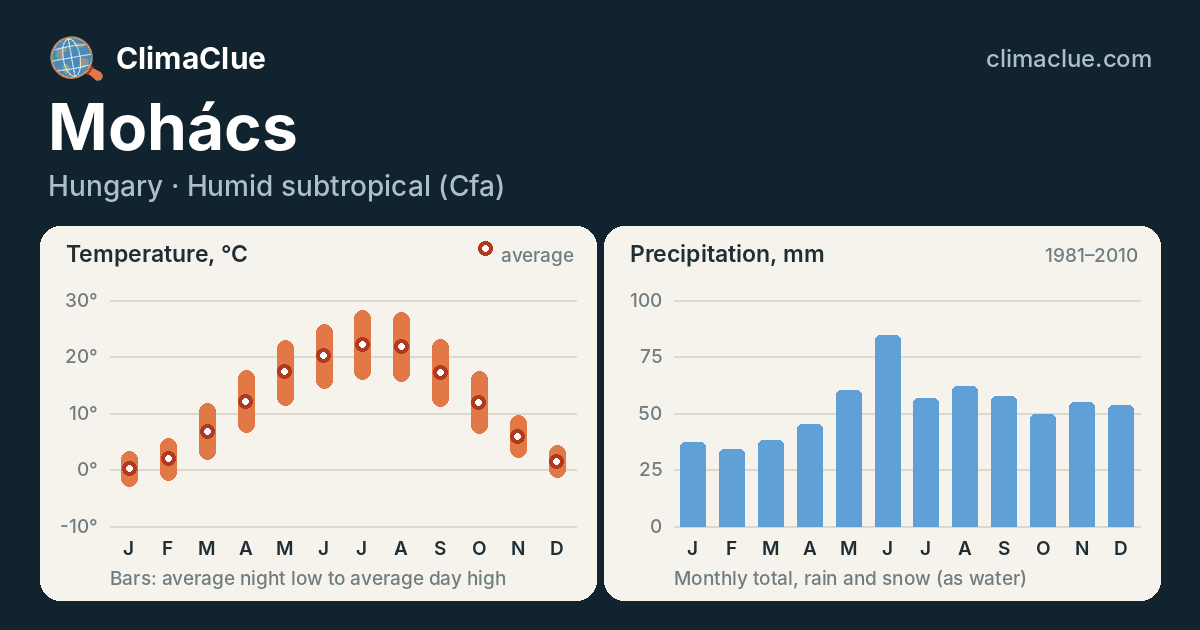 ClimaClue
climaclue.com
Mohács
Hungary · Humid subtropical (Cfa)
Temperature, °C
average
30°
20°
10°
0°
-10°
J F M A M J J A S O N D
Bars: average night low to average day high
Precipitation, mm
1981–2010
100
75
50
25
0
J F M A M J J A S O N D
Monthly total, rain and snow (as water)